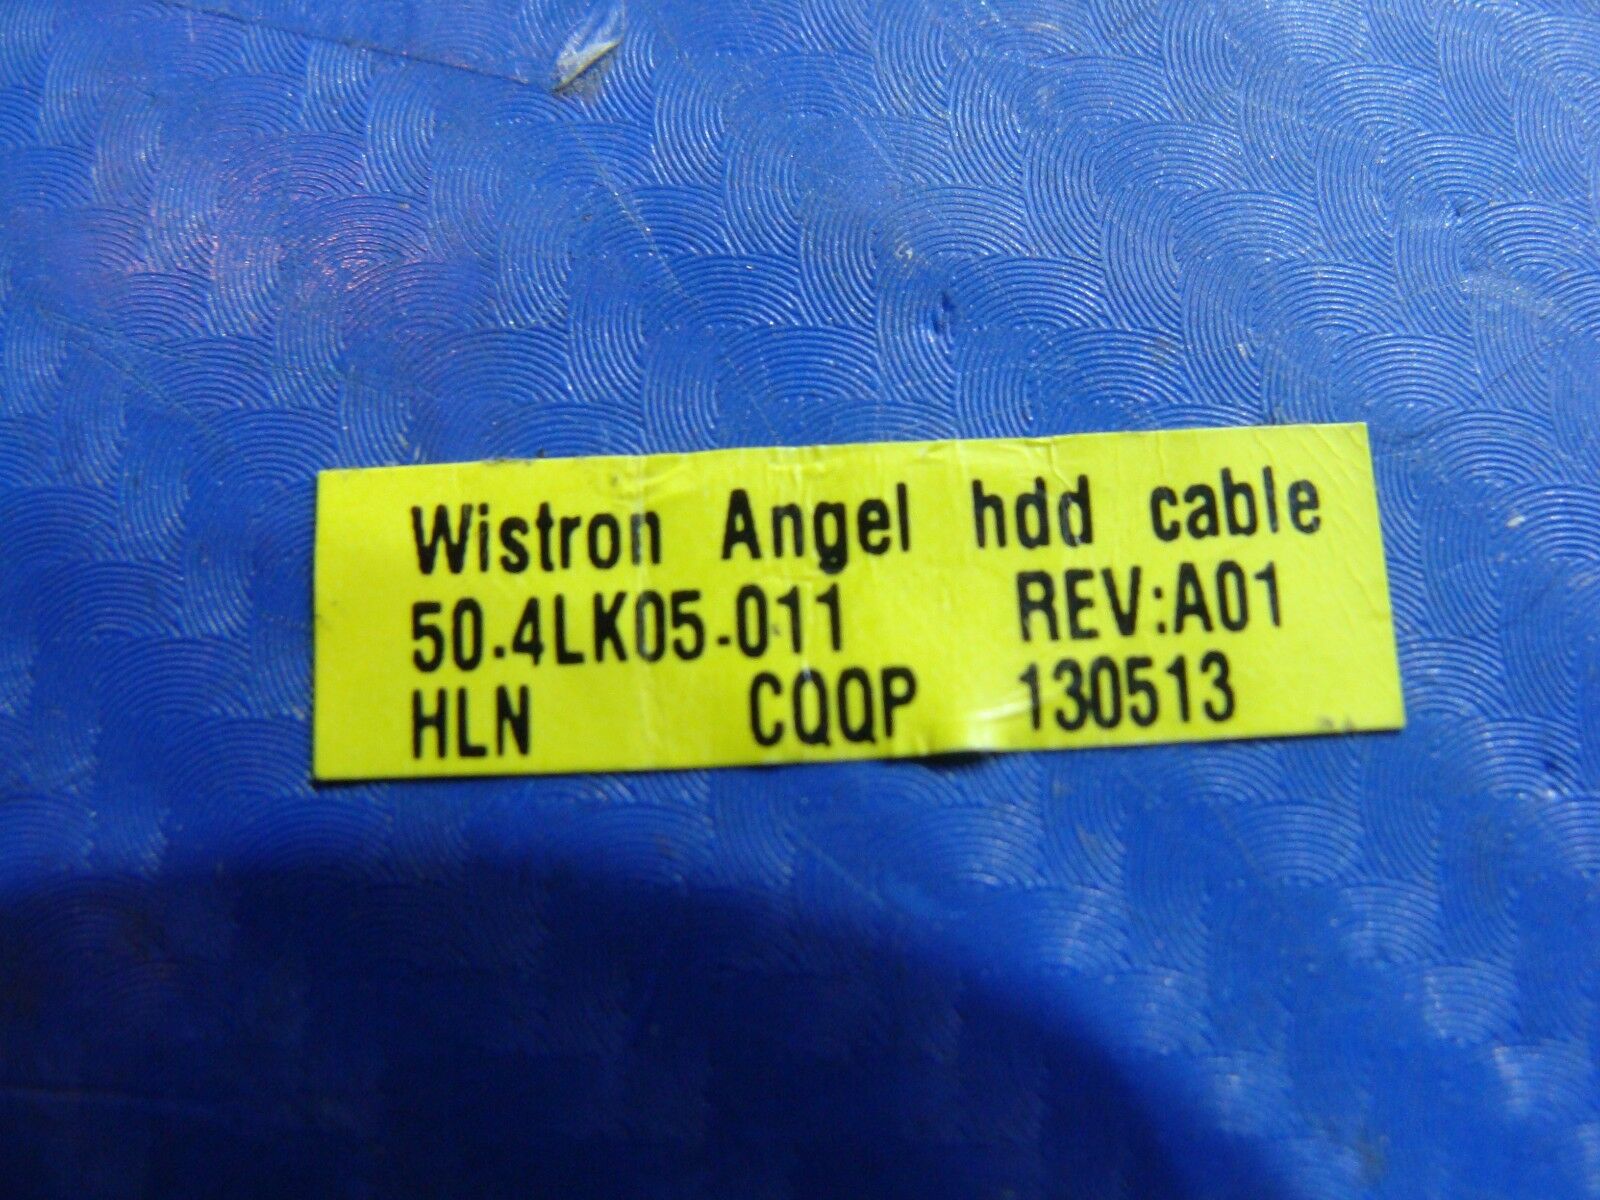 Wistron Angel hdd cable
50.4LK05-011 REV:A01
HLN CQQP 130513